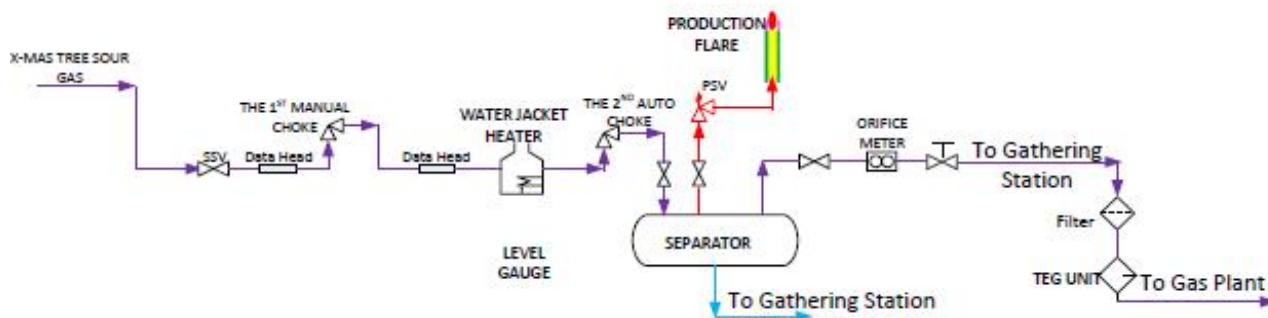 PRODUCTION
FLARE
X-MAS TREE SOUR
GAS
THE 1ST MANUAL
CHOKE
WATER JACKET
HEATER
THE 2ND AUTO
CHOKE
PSV
ORIFICE
METER
SSV
Data Head
Data Head
To Gathering
Station
Filter
SEPARATOR
LEVEL
GAUGE
TEG UNIT
To Gas Plant
To Gathering Station